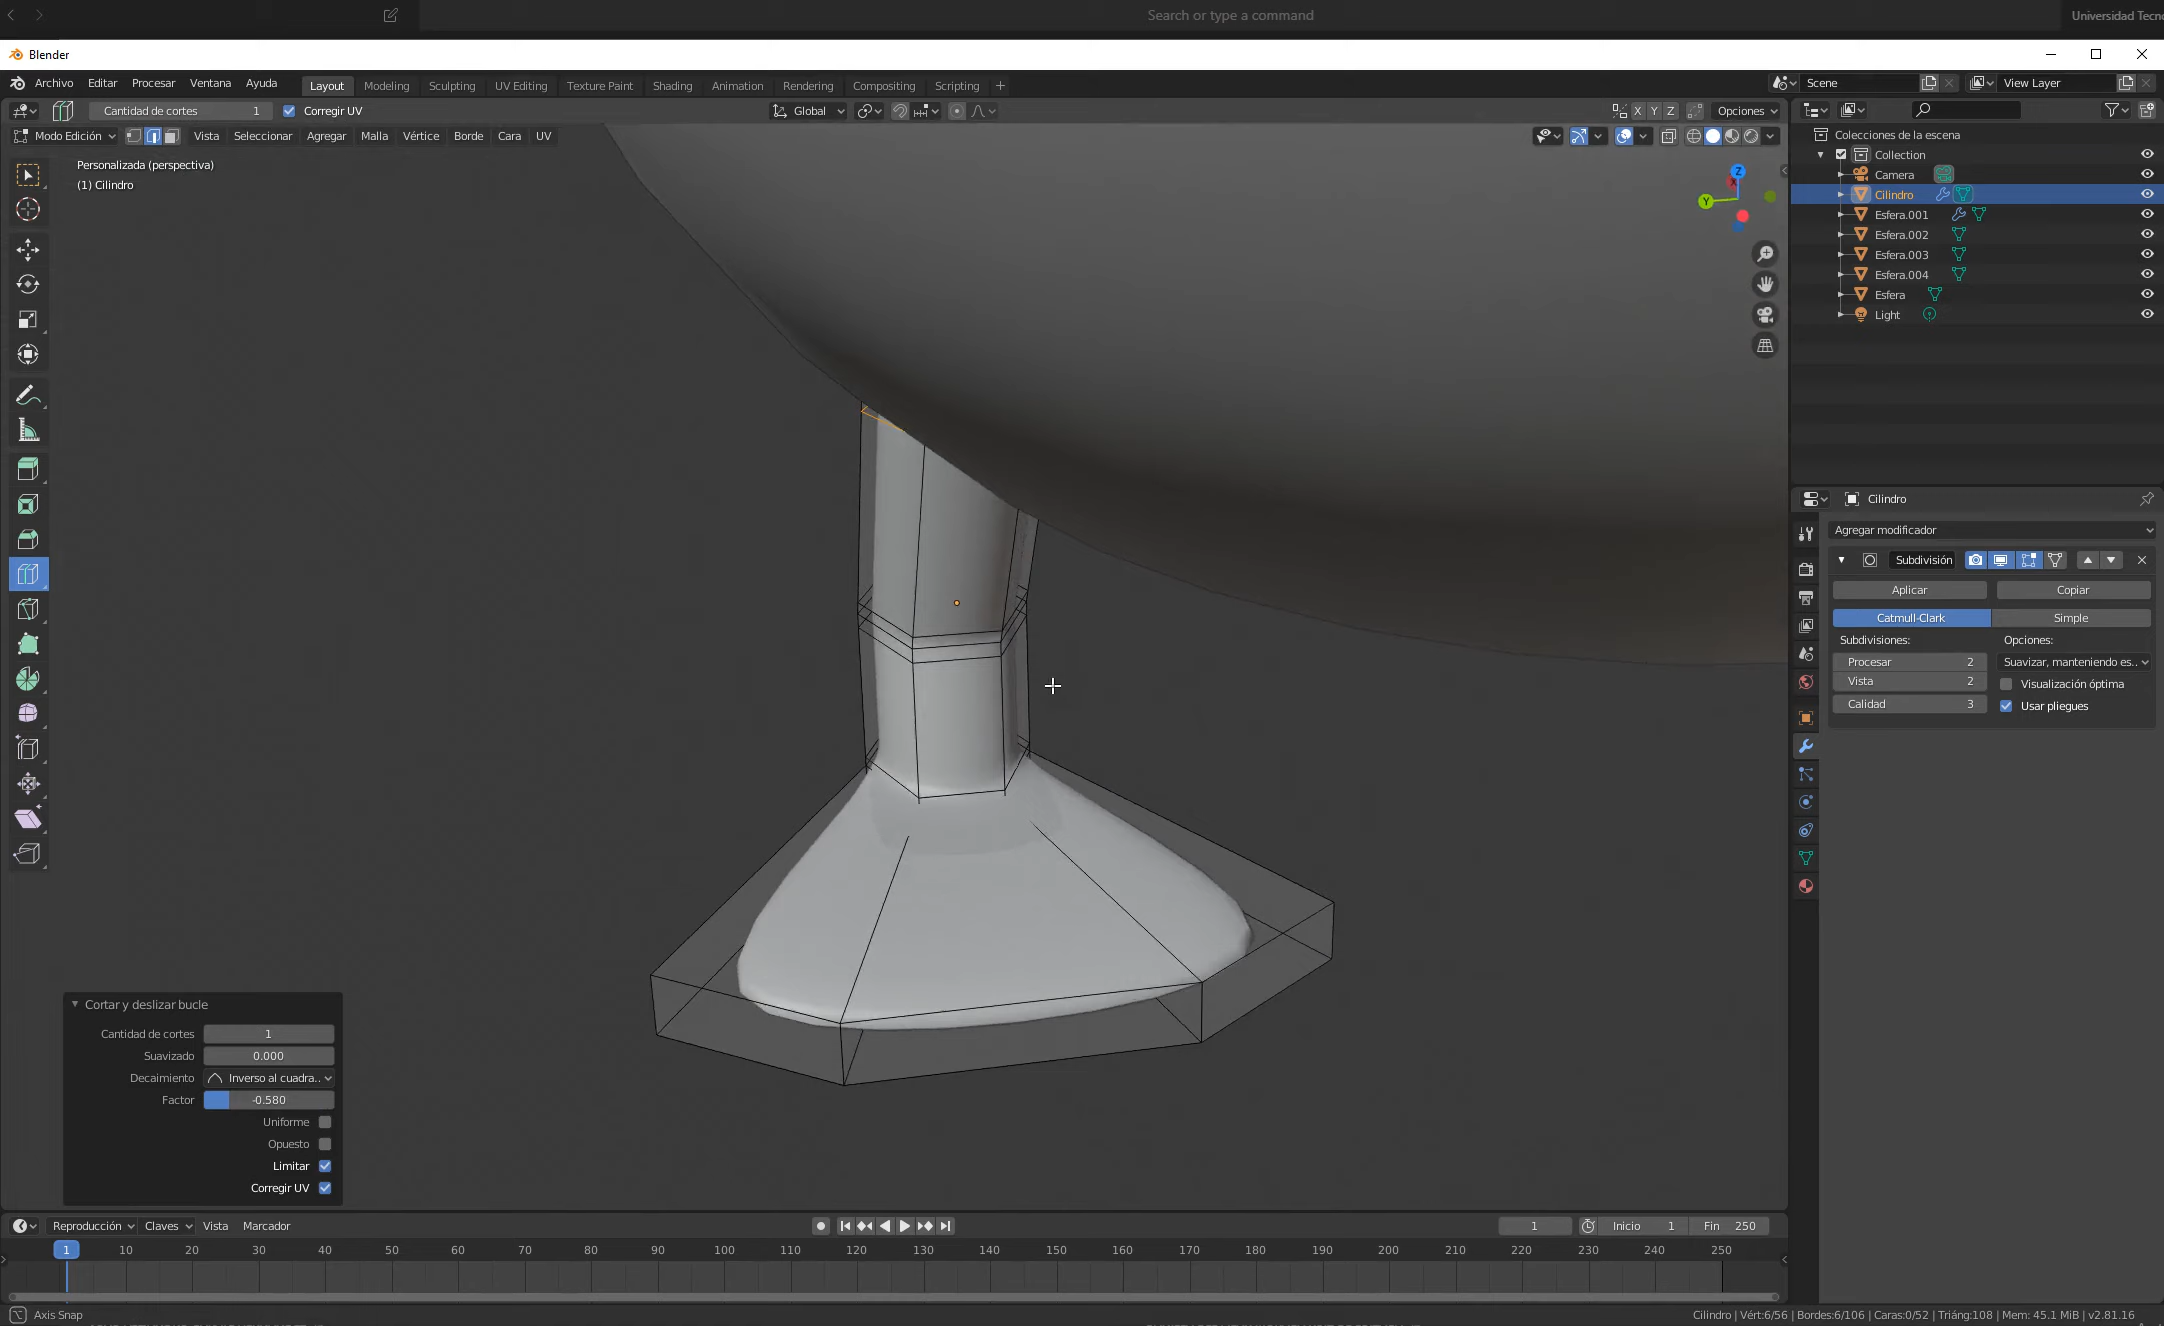 Search or type a command
Universidad Tecno
Blender
Archivo Editar Procesar Ventana Ayuda Layout Modeling Sculpting UV Editing Texture Paint Shading Animation Rendering Compositing Scripting + Scene View Layer
Cantidad de cortes 1 Corregir UV Global X Y Z Opciones
Modo Edición Vista Seleccionar Agregar Malla Vértice Borde Cara UV
Personalizada (perspectiva)
(1) Cilindro
Z
X
Y
Colecciones de la escena
Collection
Camera
Cilindro
Esfera.001
Esfera.002
Esfera.003
Esfera.004
Esfera
Light
Cilindro
Agregar modificador
Subdivisión
Aplicar Copiar
Catmull-Clark Simple
Subdivisiones: Opciones:
Procesar 2 Suavizar, manteniendo es..
Vista 2 Visualización óptima
Calidad 3 Usar pliegues
Cortar y deslizar bucle
Cantidad de cortes 1
Suavizado 0.000
Decaimiento Inverso al cuadra..
Factor -0.580
Uniforme
Opuesto
Limitar
Corregir UV
Reproducción Claves Vista Marcador 1 Inicio 1 Fin 250
1 10 20 30 40 50 60 70 80 90 100 110 120 130 140 150 160 170 180 190 200 210 220 230 240 250
Axis Snap Cilindro | Vért:6/56 | Bordes:6/106 | Caras:0/52 | Triáng:108 | Mem: 45.1 MiB | v2.81.16